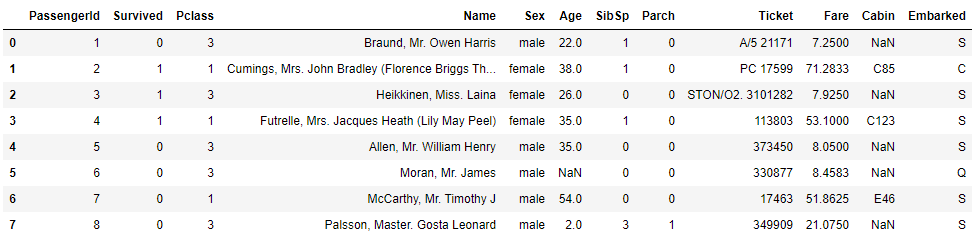 PassengerId Survived Pclass Name Sex Age SibSp Parch Ticket Fare Cabin Embarked
0 1 0 3 Braund, Mr. Owen Harris male 22.0 1 0 A/5 21171 7.2500 NaN S
1 2 1 1 Cumings, Mrs. John Bradley (Florence Briggs Th... female 38.0 1 0 PC 17599 71.2833 C85 C
2 3 1 3 Heikkinen, Miss. Laina female 26.0 0 0 STON/O2. 3101282 7.9250 NaN S
3 4 1 1 Futrelle, Mrs. Jacques Heath (Lily May Peel) female 35.0 1 0 113803 53.1000 C123 S
4 5 0 3 Allen, Mr. William Henry male 35.0 0 0 373450 8.0500 NaN S
5 6 0 3 Moran, Mr. James male NaN 0 0 330877 8.4583 NaN Q
6 7 0 1 McCarthy, Mr. Timothy J male 54.0 0 0 17463 51.8625 E46 S
7 8 0 3 Palsson, Master. Gosta Leonard male 2.0 3 1 349909 21.0750 NaN S